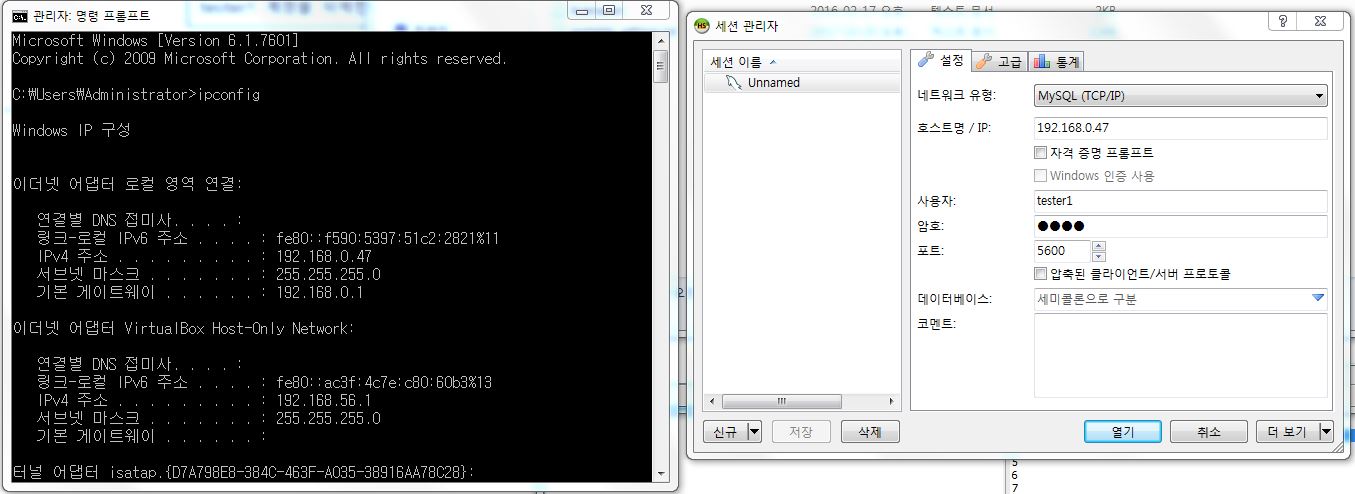 관리자: 명령 프롬프트
Microsoft Windows [Version 6.1.7601]
Copyright (c) 2009 Microsoft Corporation. All rights reserved.
C:₩Users₩Administrator>ipconfig
Windows IP 구성
이더넷 어댑터 로컬 영역 연결:
연결별 DNS 접미사. . . . :
링크-로컬 IPv6 주소 . . . . : fe80::f590:5397:51c2:2821%11
IPv4 주소 . . . . . . . . . : 192.168.0.47
서브넷 마스크 . . . . . . . : 255.255.255.0
기본 게이트웨이 . . . . . . : 192.168.0.1
이더넷 어댑터 VirtualBox Host-Only Network:
연결별 DNS 접미사. . . . :
링크-로컬 IPv6 주소 . . . . : fe80::ac3f:4c7e:c80:60b3%13
IPv4 주소 . . . . . . . . . : 192.168.56.1
서브넷 마스크 . . . . . . . : 255.255.255.0
기본 게이트웨이 . . . . . . :
터널 어댑터 isatap.{D7A798E8-384C-463F-A035-38916AA78C28}:
HS
세션 관리자
세션 이름
Unnamed
설정 고급 통계
네트워크 유형: MySQL (TCP/IP)
호스트명 / IP: 192.168.0.47
자격 증명 프롬프트
Windows 인증 사용
사용자: tester1
암호: ●●●●
포트: 5600
압축된 클라이언트/서버 프로토콜
데이터베이스: 세미콜론으로 구분
코멘트:
신규 저장 삭제 열기 취소 더 보기
5
6
7